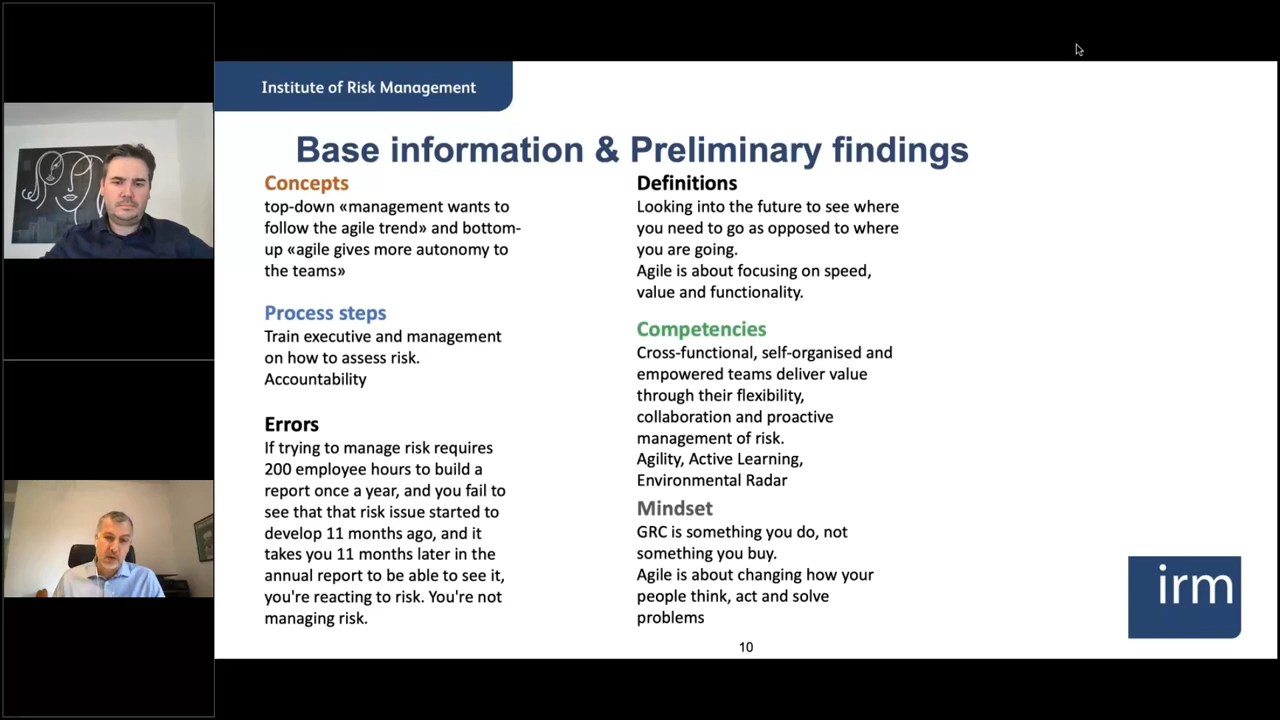 Institute of Risk Management
Base information & Preliminary findings
Concepts
top-down «management wants to
follow the agile trend» and bottom-
up «agile gives more autonomy to
the teams»
Process steps
Train executive and management
on how to assess risk.
Accountability
Errors
If trying to manage risk requires
200 employee hours to build a
report once a year, and you fail to
see that that risk issue started to
develop 11 months ago, and it
takes you 11 months later in the
annual report to be able to see it,
you're reacting to risk. You're not
managing risk.
Definitions
Looking into the future to see where
you need to go as opposed to where
you are going.
Agile is about focusing on speed,
value and functionality.
Competencies
Cross-functional, self-organised and
empowered teams deliver value
through their flexibility,
collaboration and proactive
management of risk.
Agility, Active Learning,
Environmental Radar
Mindset
GRC is something you do, not
something you buy.
Agile is about changing how your
people think, act and solve
problems
irm
10